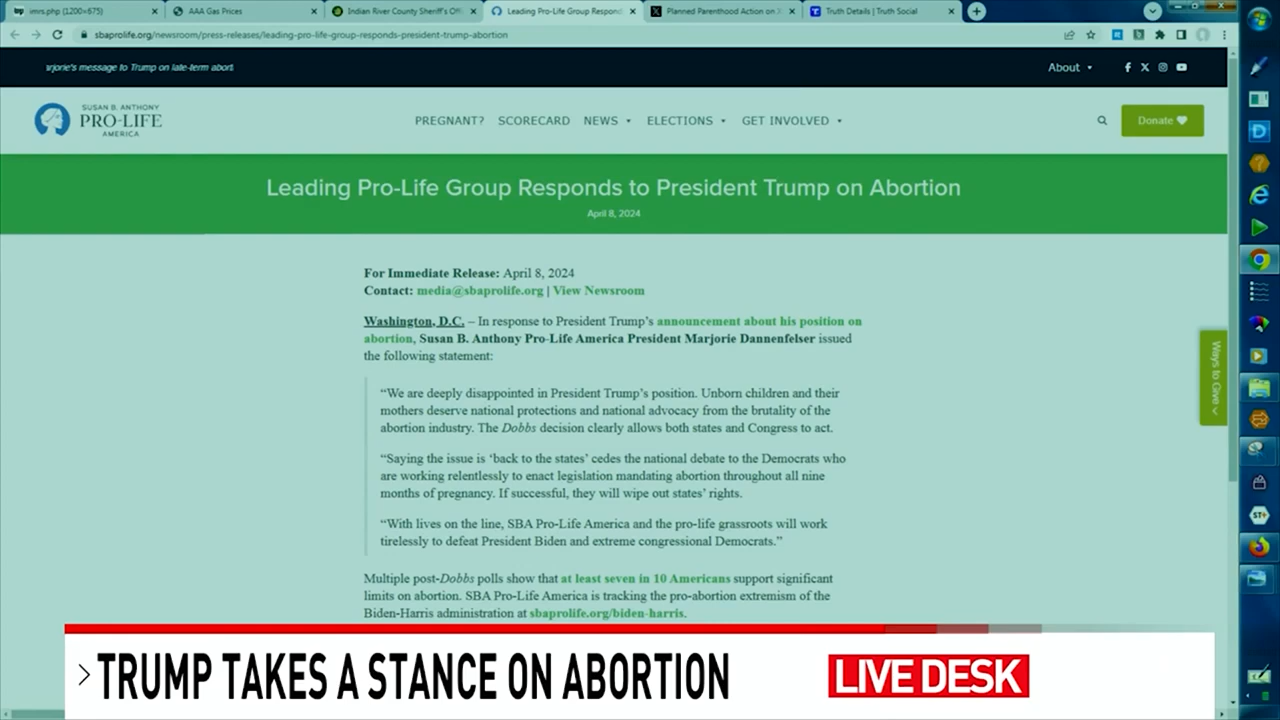 imrs.php (1200×675)
AAA Gas Prices
Indian River County Sheriff's Offi
Leading Pro-Life Group Respond
Planned Parenthood Action on X
Truth Details | Truth Social
sbaprolife.org/newsroom/press-releases/leading-pro-life-group-responds-president-trump-abortion
arjorie's message to Trump on late-term aborti
About
SUSAN B. ANTHONY
PRO-LIFE
AMERICA
PREGNANT? SCORECARD NEWS ELECTIONS GET INVOLVED
Donate
Leading Pro-Life Group Responds to President Trump on Abortion
April 8, 2024
For Immediate Release: April 8, 2024
Contact: media@sbaprolife.org | View Newsroom
Washington, D.C. – In response to President Trump's announcement about his position on
abortion, Susan B. Anthony Pro-Life America President Marjorie Dannenfelser issued
the following statement:
“We are deeply disappointed in President Trump's position. Unborn children and their
mothers deserve national protections and national advocacy from the brutality of the
abortion industry. The Dobbs decision clearly allows both states and Congress to act.
“Saying the issue is ‘back to the states’ cedes the national debate to the Democrats who
are working relentlessly to enact legislation mandating abortion throughout all nine
months of pregnancy. If successful, they will wipe out states’ rights.
“With lives on the line, SBA Pro-Life America and the pro-life grassroots will work
tirelessly to defeat President Biden and extreme congressional Democrats.”
Ways to Give
Multiple post-Dobbs polls show that at least seven in 10 Americans support significant
limits on abortion. SBA Pro-Life America is tracking the pro-abortion extremism of the
Biden-Harris administration at sbaprolife.org/biden-harris.
ST+
TRUMP TAKES A STANCE ON ABORTION
LIVE DESK